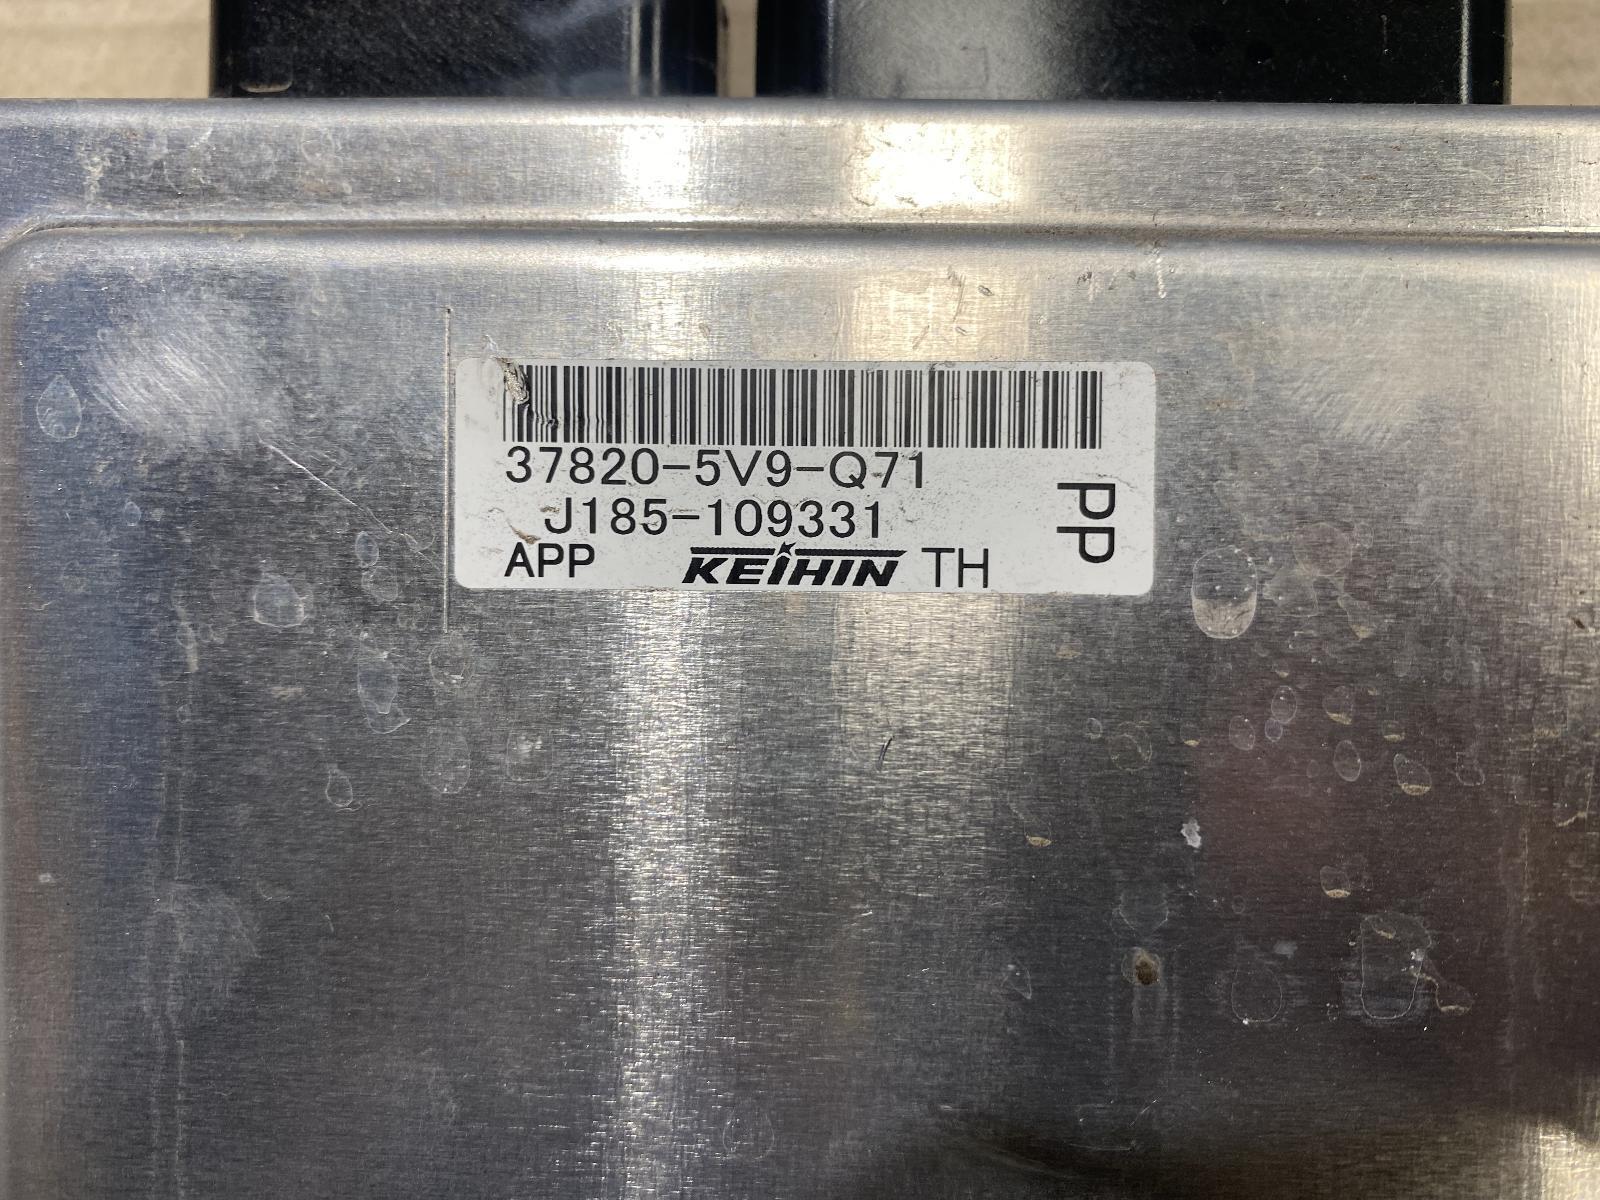 37820-5V9-Q71
J185-109331
APP KEIHIN TH
PP